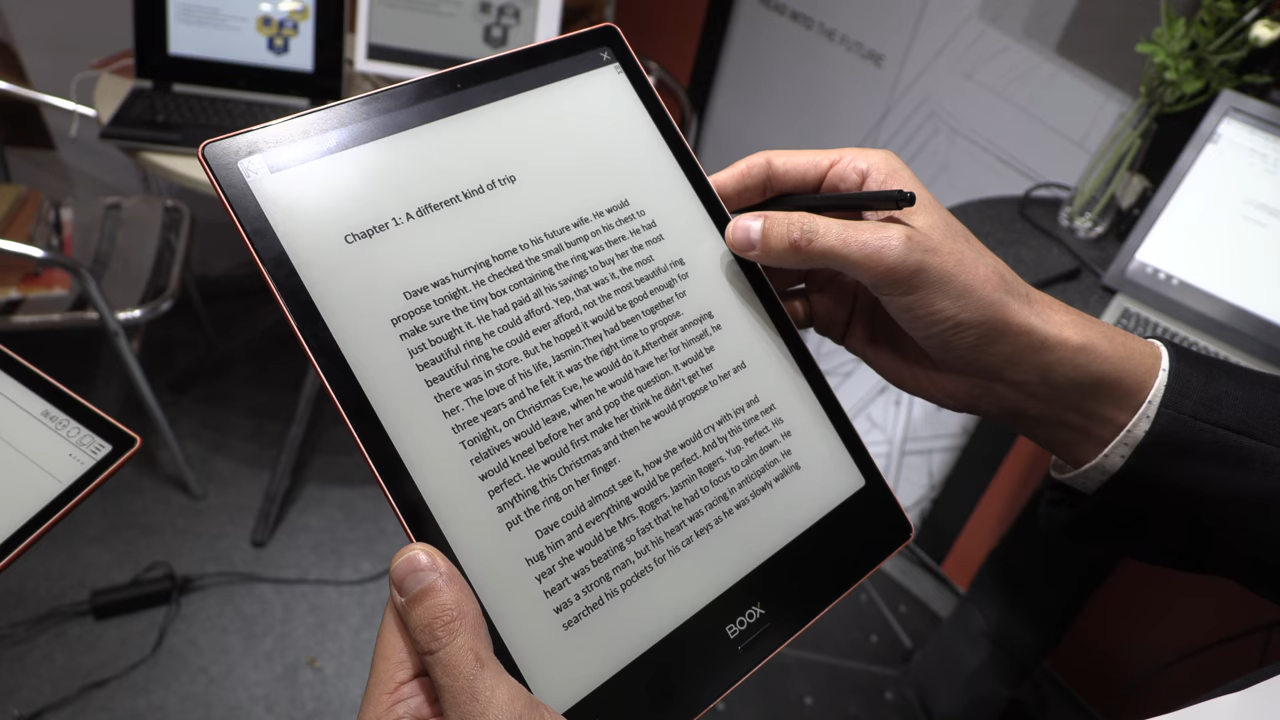 READ INTO THE FUTURE
Chapter 1: A different kind of trip
Dave was hurrying home to his future wife. He would
propose tonight. He checked the small bump on his chest to
make sure the tiny box containing the ring was there. He had
just bought it. He had paid all his savings to buy her the most
beautiful ring he could afford. Yep, that was it, the most
beautiful ring he could ever afford, not the most beautiful ring
there was in store. But he hoped it would be good enough for
her. The love of his life, Jasmin.They had been together for
three years and he felt it was the right time to propose.
Tonight, on Christmas Eve, he would do it.Aftertheir annoying
relatives would leave, when he would have her for himself, he
would kneel before her and pop the question. It would be
perfect. He would first make her think he didn't get her
anything this Christmas and then he would propose to her and
put the ring on her finger.
Dave could almost see it, how she would cry with joy and
hug him and everything would be perfect. And by this time next
year she would be Mrs. Rogers. Jasmin Rogers. Yup. Perfect. His
heart was beating so fast that he had to focus to calm down. He
was a strong man, but his heart was racing in anticipation. He
searched his pockets for his car keys as he was slowly walking
BOOX